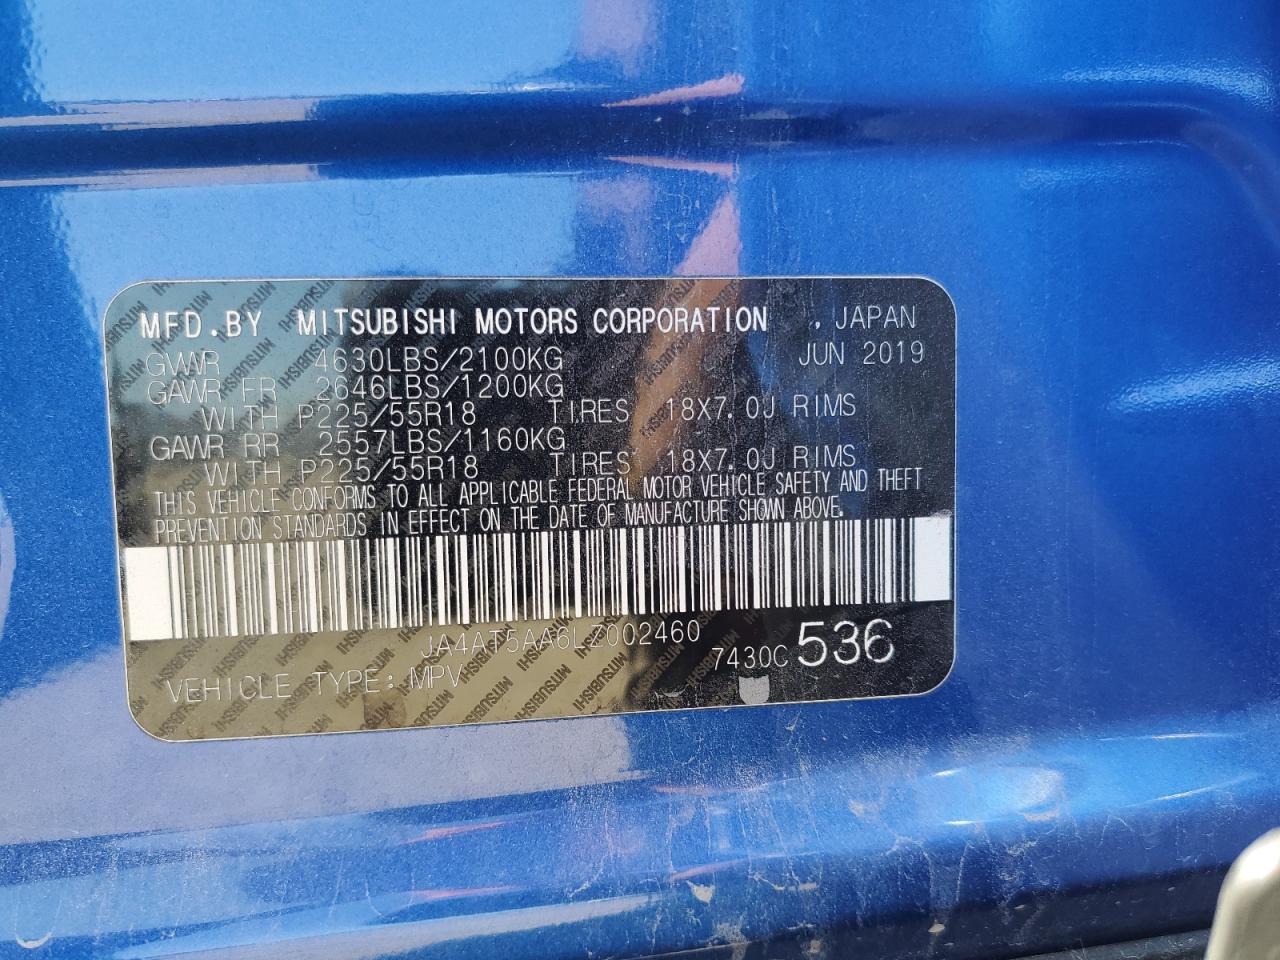 MFD.BY MITSUBISHI MOTORS CORPORATION , JAPAN
GVWR 4630LBS/2100KG JUN 2019
GAWR FR 2646LBS/1200KG
WITH P225/55R18 TIRES 18X7.0J RIMS
GAWR RR 2557LBS/1160KG
WITH P225/55R18 TIRES 18X7.0J RIMS
THIS VEHICLE CONFORMS TO ALL APPLICABLE FEDERAL MOTOR VEHICLE SAFETY AND THEFT
PREVENTION STANDARDS IN EFFECT ON THE DATE OF MANUFACTURE SHOWN ABOVE.
JA4AT5AA6LZ002460
7430C 536
VEHICLE TYPE: MPV